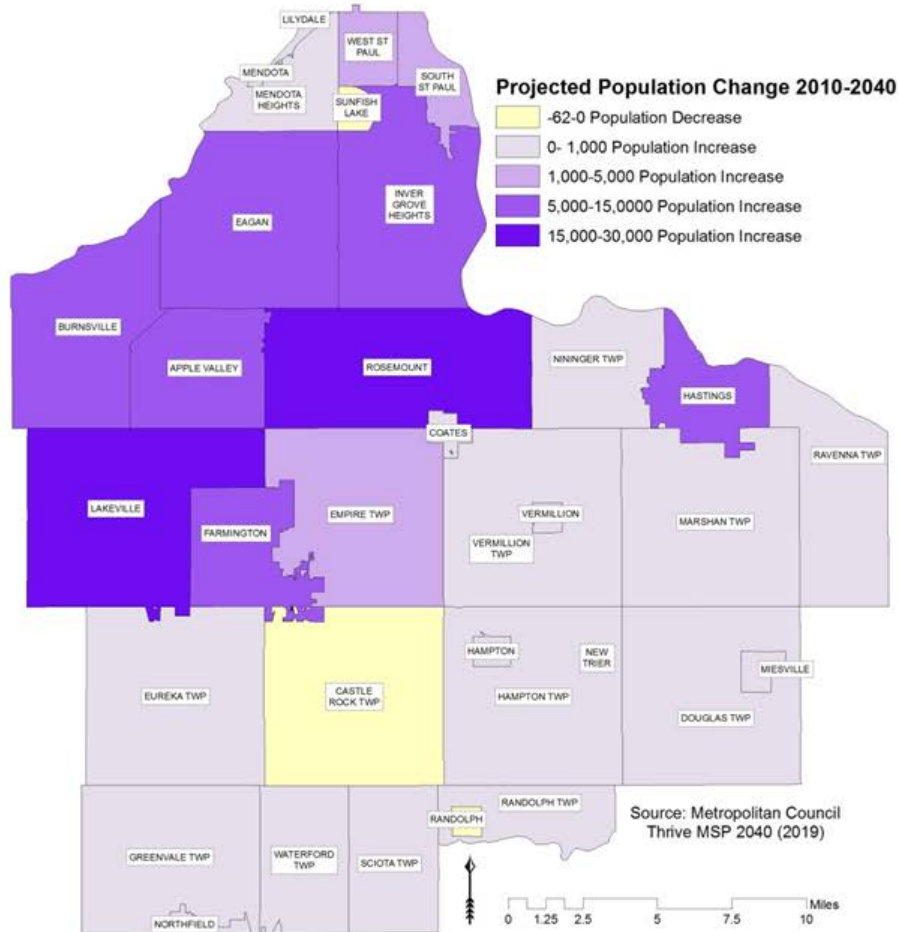 LILYDALE
WEST ST
PAUL
MENDOTA
MENDOTA
HEIGHTS
SOUTH
ST PAUL
SUNFISH
LAKE
Projected Population Change 2010-2040
-62-0 Population Decrease
0- 1,000 Population Increase
1,000-5,000 Population Increase
5,000-15,0000 Population Increase
15,000-30,000 Population Increase
INVER
GROVE
HEIGHTS
EAGAN
BURNSVILLE
APPLE VALLEY
ROSEMOUNT
NININGER TWP
HASTINGS
COATES
RAVENNA TWP
LAKEVILLE
FARMINGTON
EMPIRE TWP
VERMILLION
VERMILLION
TWP
MARSHAN TWP
HAMPTON
NEW
TRIER
MIESVILLE
EUREKA TWP
CASTLE
ROCK TWP
HAMPTON TWP
DOUGLAS TWP
RANDOLPH TWP
RANDOLPH
Source: Metropolitan Council
Thrive MSP 2040 (2019)
GREENVALE TWP
WATERFORD
TWP
SCIOTA TWP
NORTHFIELD
Miles
0 1.25 2.5 5 7.5 10